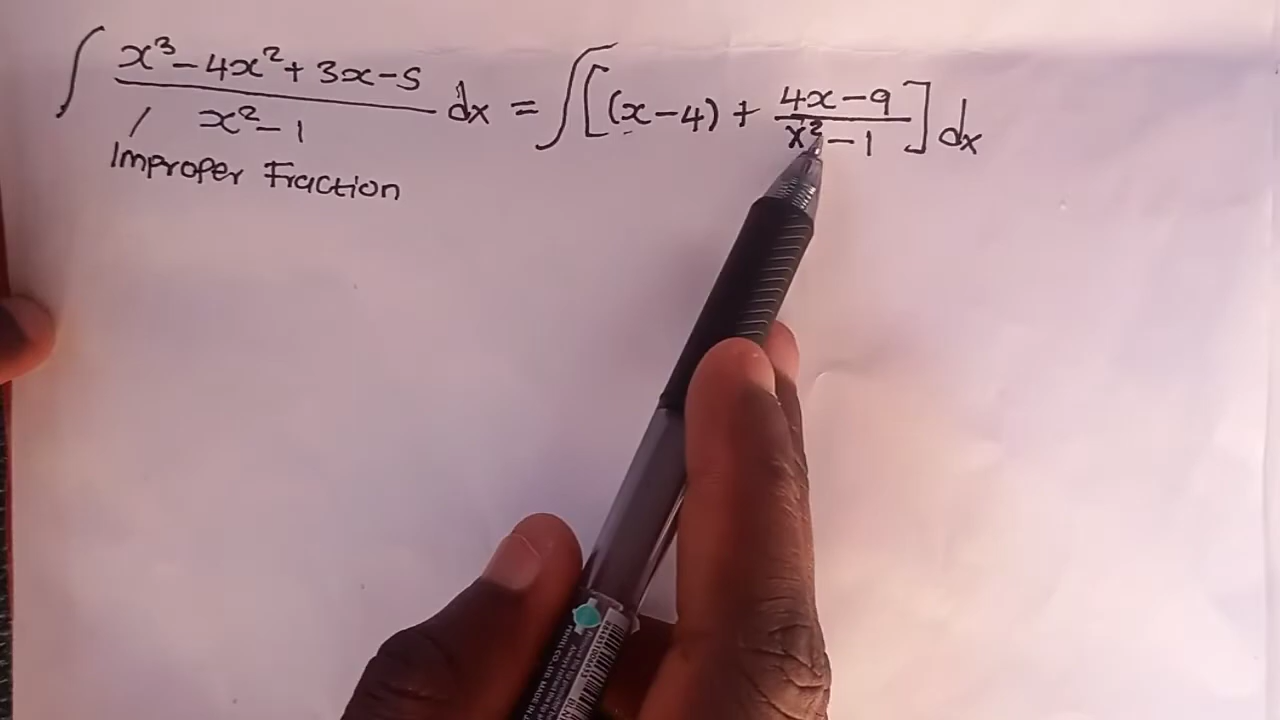 ∫ x³-4x²+3x-5 / x²-1 dx = ∫[(x-4) + 4x-9 / x²-1] dx
Improper Fraction